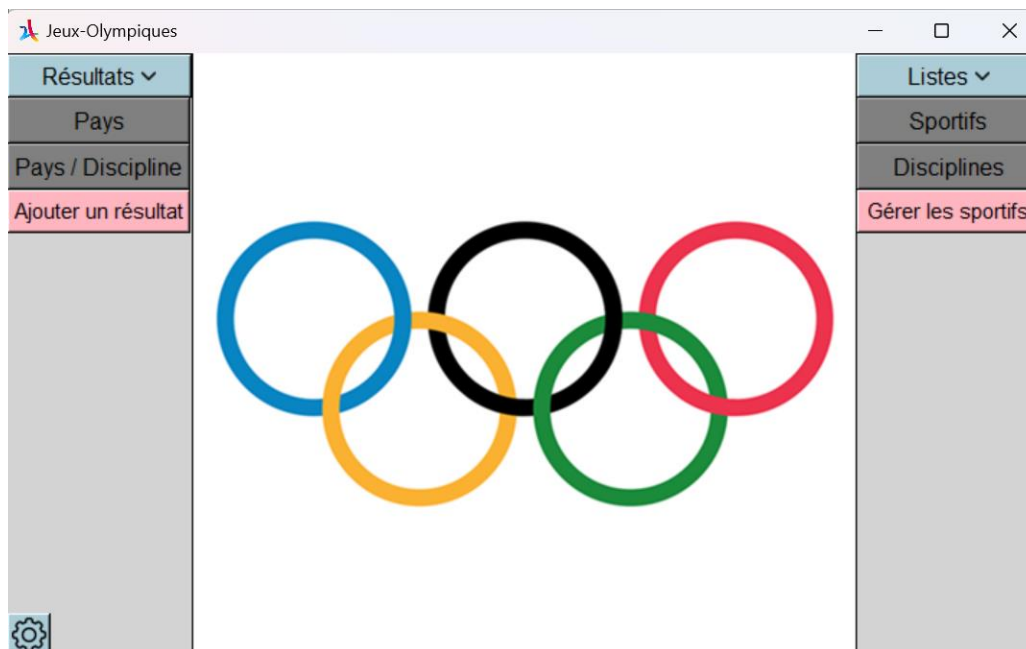 Jeux-Olympiques
Résultats
Pays
Pays / Discipline
Ajouter un résultat
Listes
Sportifs
Disciplines
Gérer les sportifs